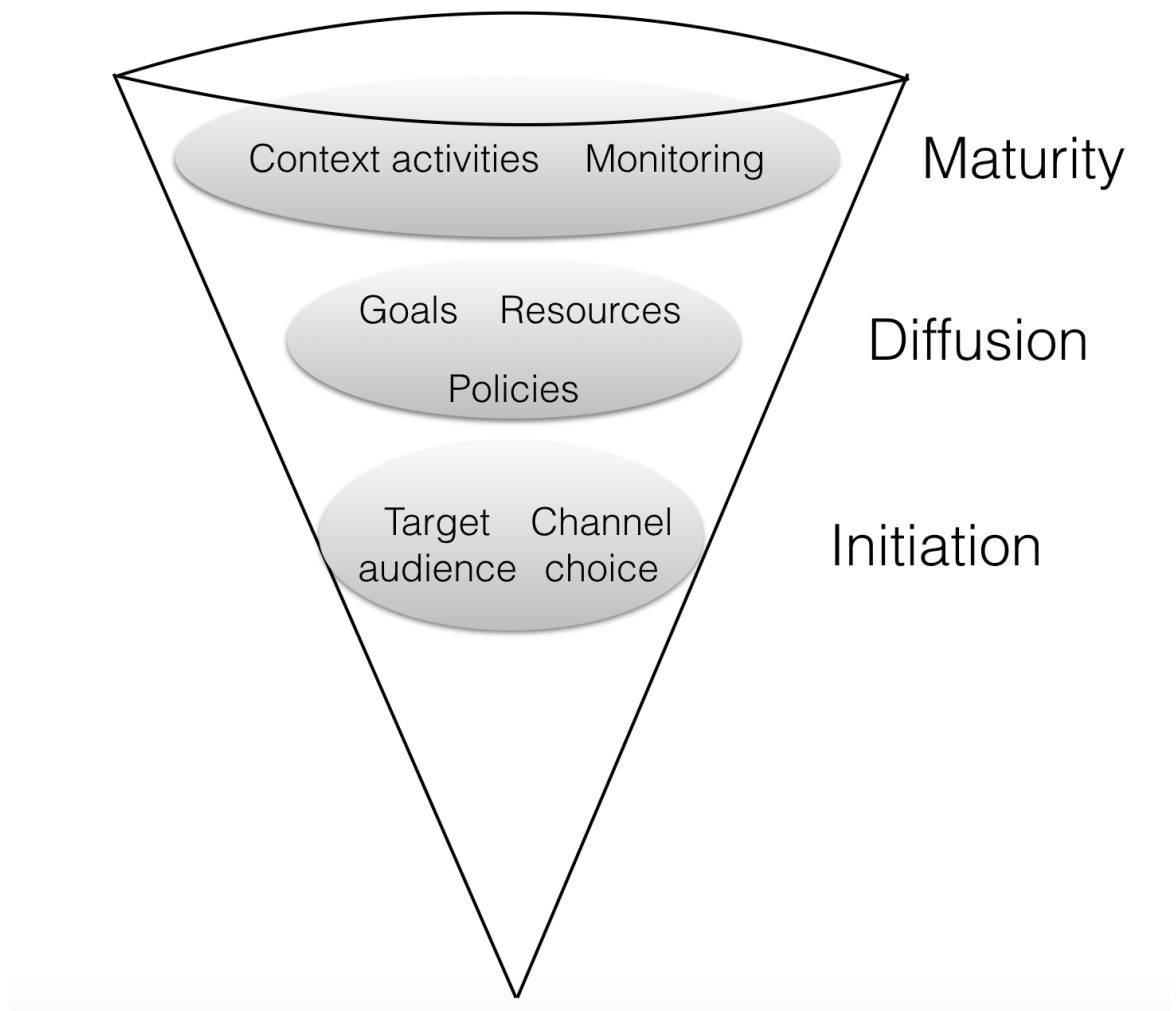 Context activities Monitoring Maturity
Goals Resources
Diffusion
Policies
Target Channel
audience choice
Initiation